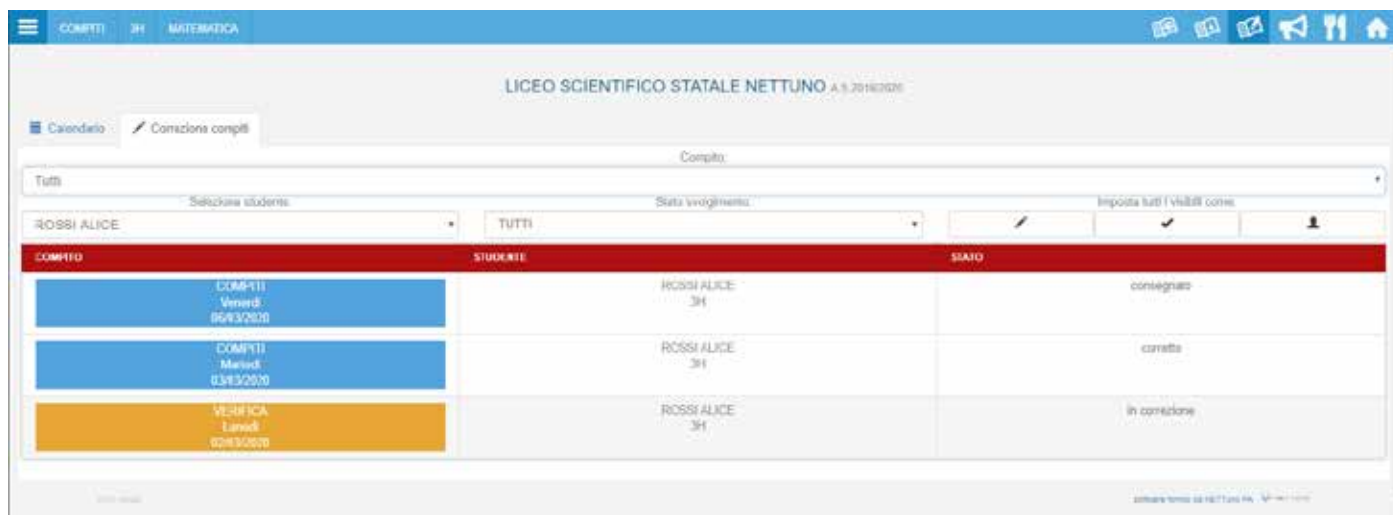 COMPITI 3H MATEMATICA
LICEO SCIENTIFICO STATALE NETTUNO A.S. 2019/2020
Calendario Correzione compiti
Compito:
Tutti
Seleziona studente: Stato svolgimento: Imposta tutti i visibili come:
ROSSI ALICE TUTTI
COMPITO STUDENTE STATO
COMPITI ROSSI ALICE consegnato
Venerdì 3H
06/03/2020
COMPITI ROSSI ALICE corretto
Martedì 3H
03/03/2020
VERIFICA ROSSI ALICE in correzione
Lunedì 3H
02/03/2020